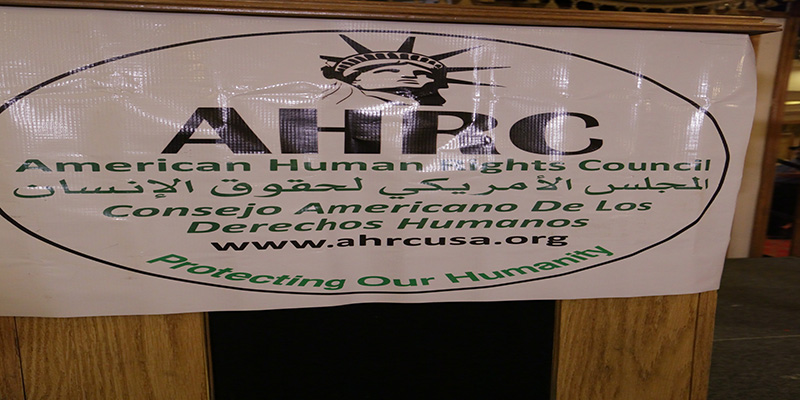 AHRC
American Human Rights Council
المجلس الأمريكي لحقوق الإنسان
Consejo Americano De Los
Derechos Humanos
www.ahrcusa.org
Protecting Our Humanity